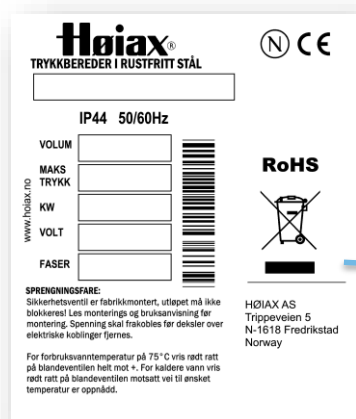 Høiax®
TRYKKBEREDER I RUSTFRITT STÅL
N CE
IP44 50/60Hz
VOLUM
MAKS
TRYKK
KW
VOLT
FASER
www.hoiax.no
RoHS
SPRENGNINGSFARE:
Sikkerhetsventil er fabrikkmontert, utløpet må ikke
blokkeres! Les monterings og bruksanvisning før
montering. Spenning skal frakobles før deksler over
elektriske koblinger fjernes.
For forbruksvanntemperatur på 75°C vris rødt ratt
på blandeventilen helt mot +. For kaldere vann vris
rødt ratt på blandeventilen motsatt vei til ønsket
temperatur er oppnådd.
HØIAX AS
Trippeveien 5
N-1618 Fredrikstad
Norway